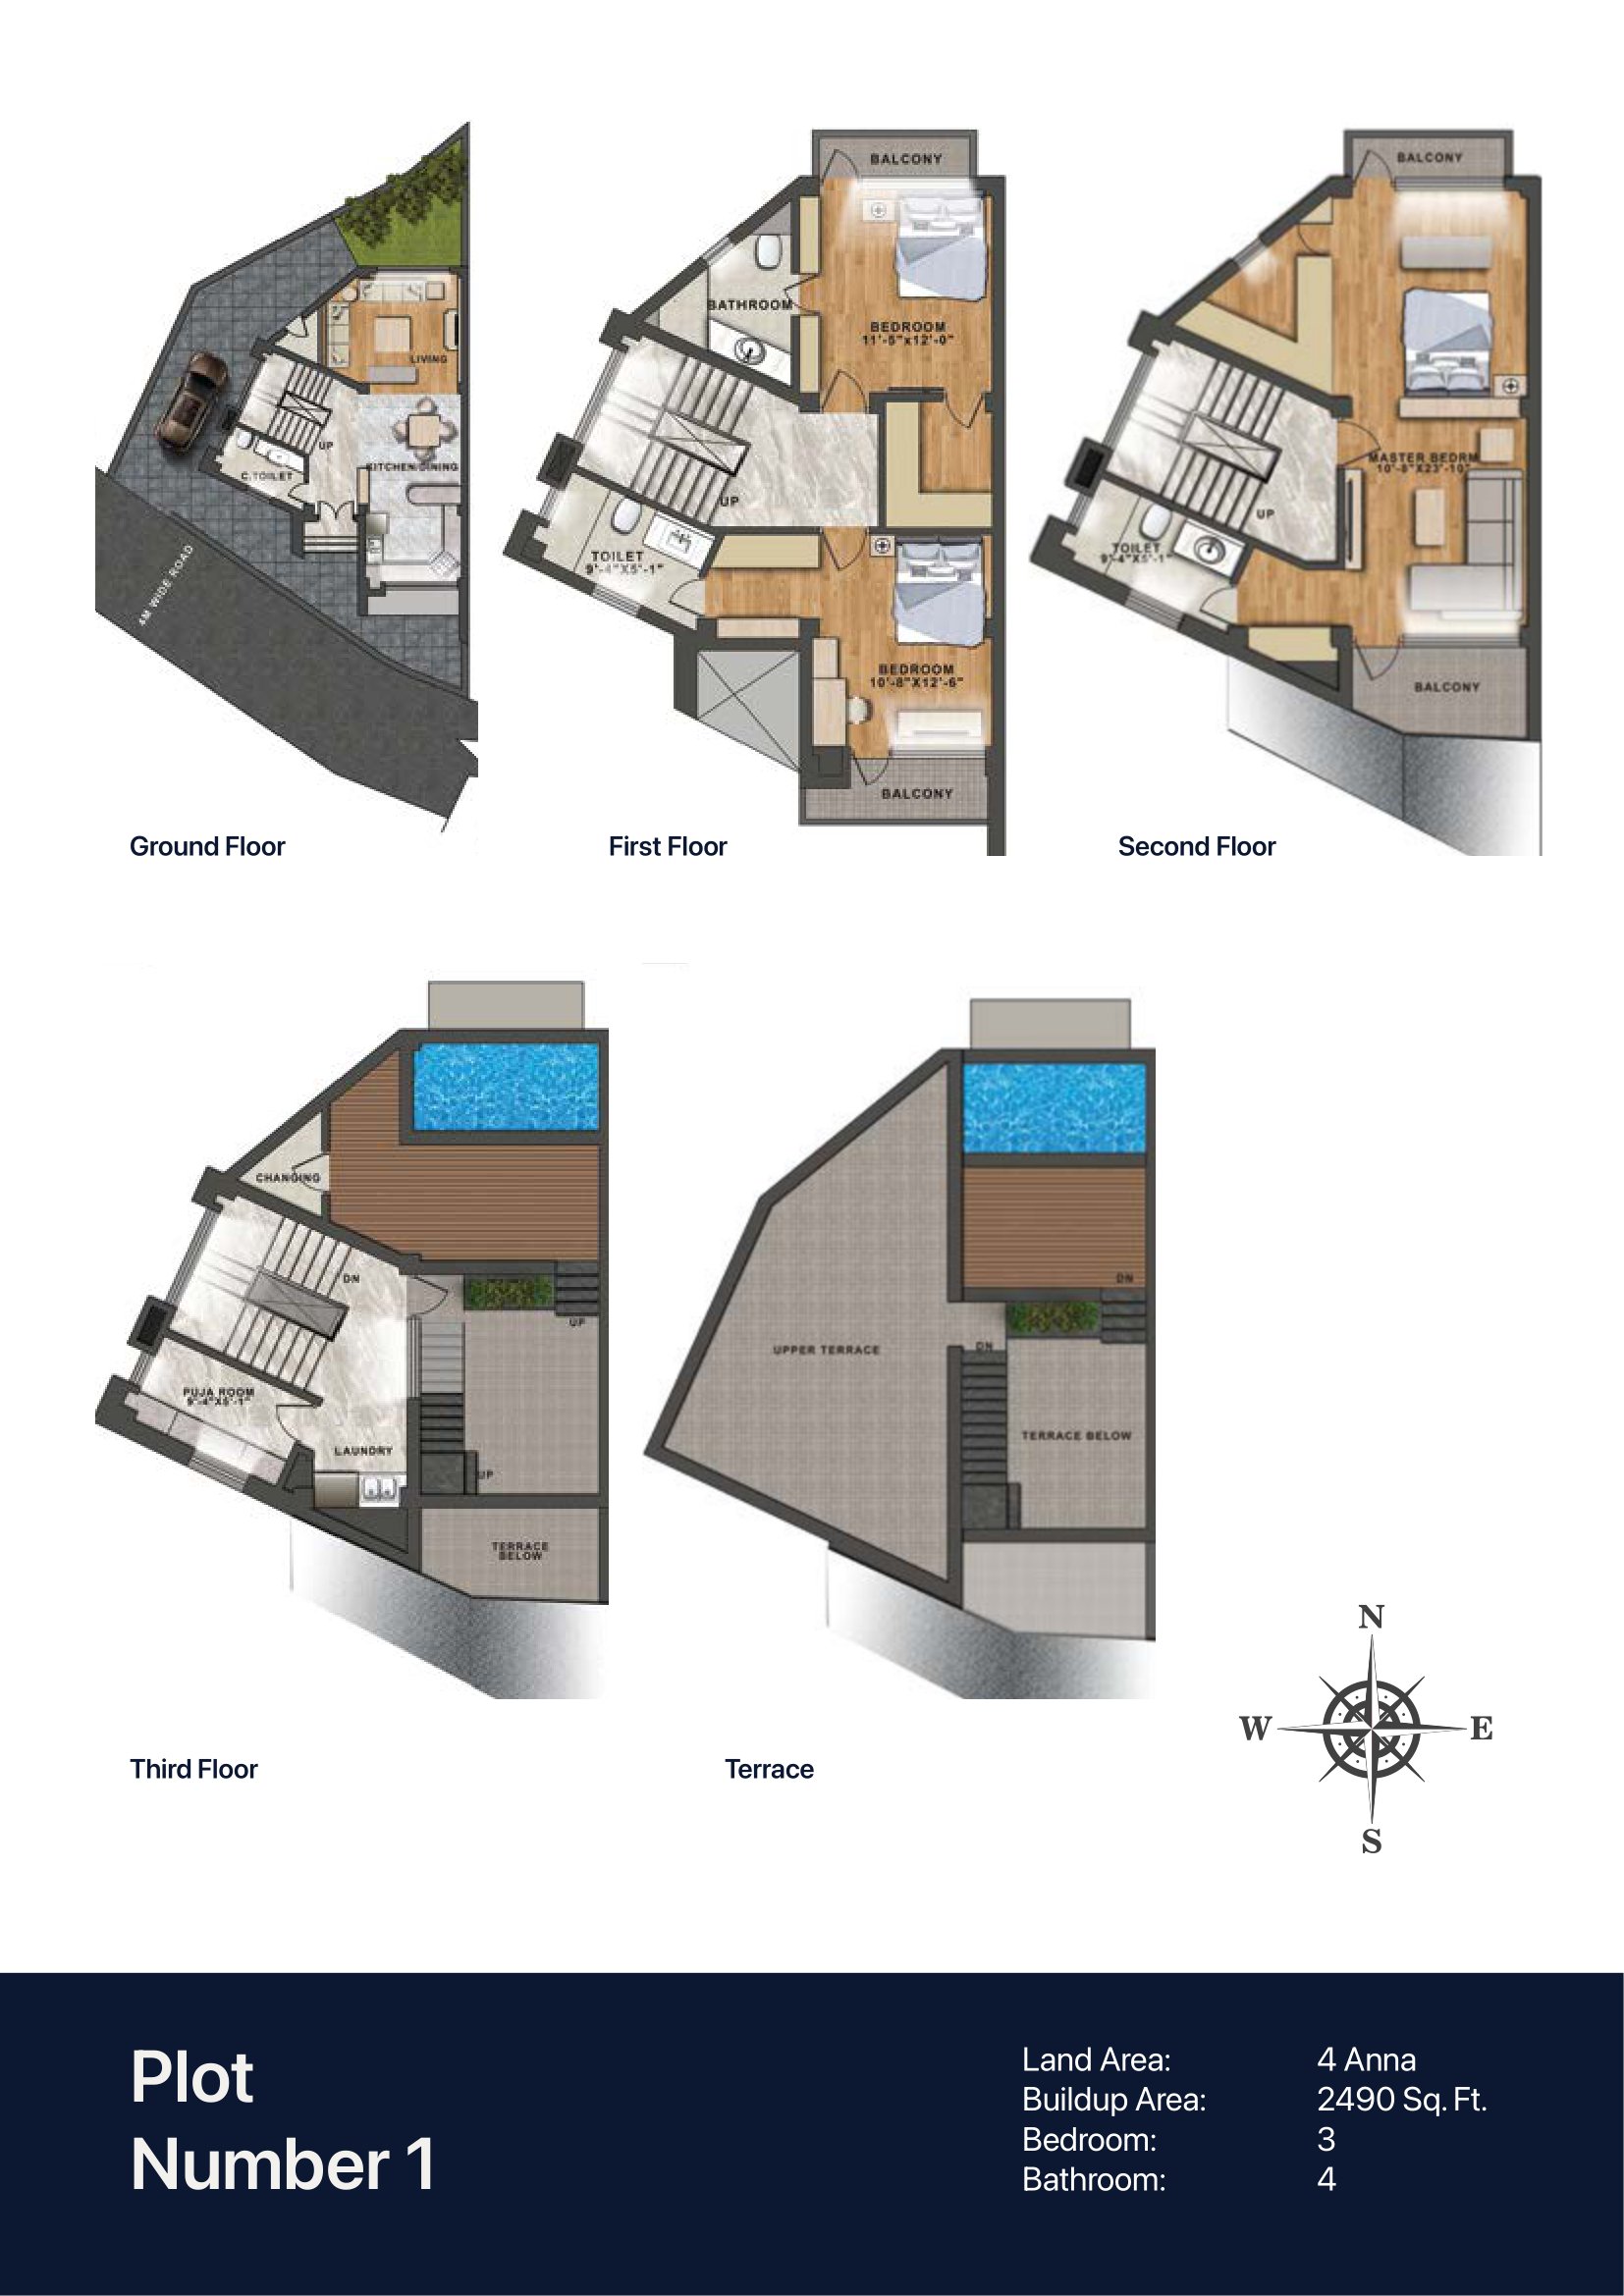 LIVING
UP
KITCHEN/DINING
C.TOILET
4M WIDE ROAD
Ground Floor
BALCONY
BATHROOM
BEDROOM
11'-5"x12'-0"
UP
TOILET
9'-4"X5'-1"
BEDROOM
10'-8"X12'-6"
BALCONY
First Floor
BALCONY
MASTER BEDRM
10'-8"X23'-10"
UP
TOILET
9'-4"X5'-1"
BALCONY
Second Floor
CHANGING
DN
UP
PUJA ROOM
9'-4"X5'-1"
LAUNDRY
UP
TERRACE
BELOW
Third Floor
DN
UPPER TERRACE
DN
TERRACE BELOW
Terrace
N
W
E
S
Plot
Number 1
Land Area: 4 Anna
Buildup Area: 2490 Sq. Ft.
Bedroom: 3
Bathroom: 4